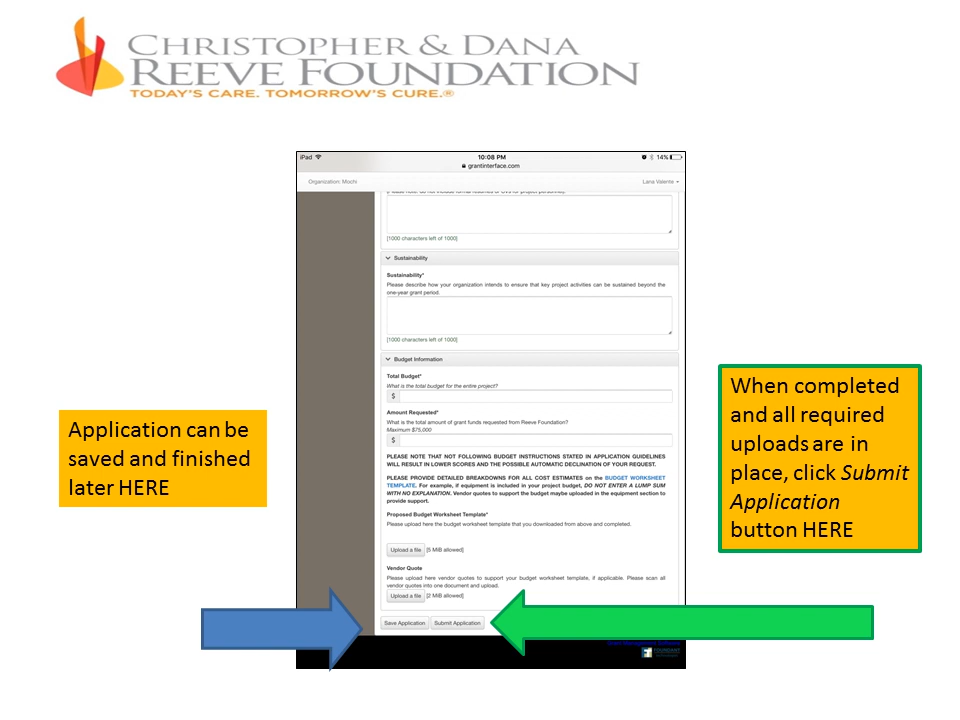 CHRISTOPHER & DANA
REEVE FOUNDATION
TODAY'S CARE. TOMORROW'S CURE.®
iPad
10:08 PM
14%
grantinterface.com
Organization: Mochi
Lana Valente
[1000 characters left of 1000]
Sustainability
Sustainability*
Please describe how your organization intends to ensure that key project activities can be sustained beyond the
one-year grant period.
[1000 characters left of 1000]
Budget Information
Total Budget*
What is the total budget for the entire project?
$
Amount Requested*
What is the total amount of grant funds requested from Reeve Foundation?
Maximum $75,000
$
PLEASE NOTE THAT NOT FOLLOWING BUDGET INSTRUCTIONS STATED IN APPLICATION GUIDELINES
WILL RESULT IN LOWER SCORES AND THE POSSIBLE AUTOMATIC DECLINATION OF YOUR REQUEST.
PLEASE PROVIDE DETAILED BREAKDOWNS FOR ALL COST ESTIMATES on the BUDGET WORKSHEET
TEMPLATE. For example, if equipment is included in your project budget, DO NOT ENTER A LUMP SUM
WITH NO EXPLANATION. Vendor quotes to support the budget maybe uploaded in the equipment section to
provide support.
Proposed Budget Worksheet Template*
Please upload here the budget worksheet template that you downloaded from above and completed.
Upload a file [5 MiB allowed]
Vendor Quote
Please upload here vendor quotes to support your budget worksheet template, if applicable. Please scan all
vendor quotes into one document and upload.
Upload a file [2 MiB allowed]
Save Application Submit Application
FOUNDANT
Application can be
saved and finished
later HERE
When completed
and all required
uploads are in
place, click Submit
Application
button HERE